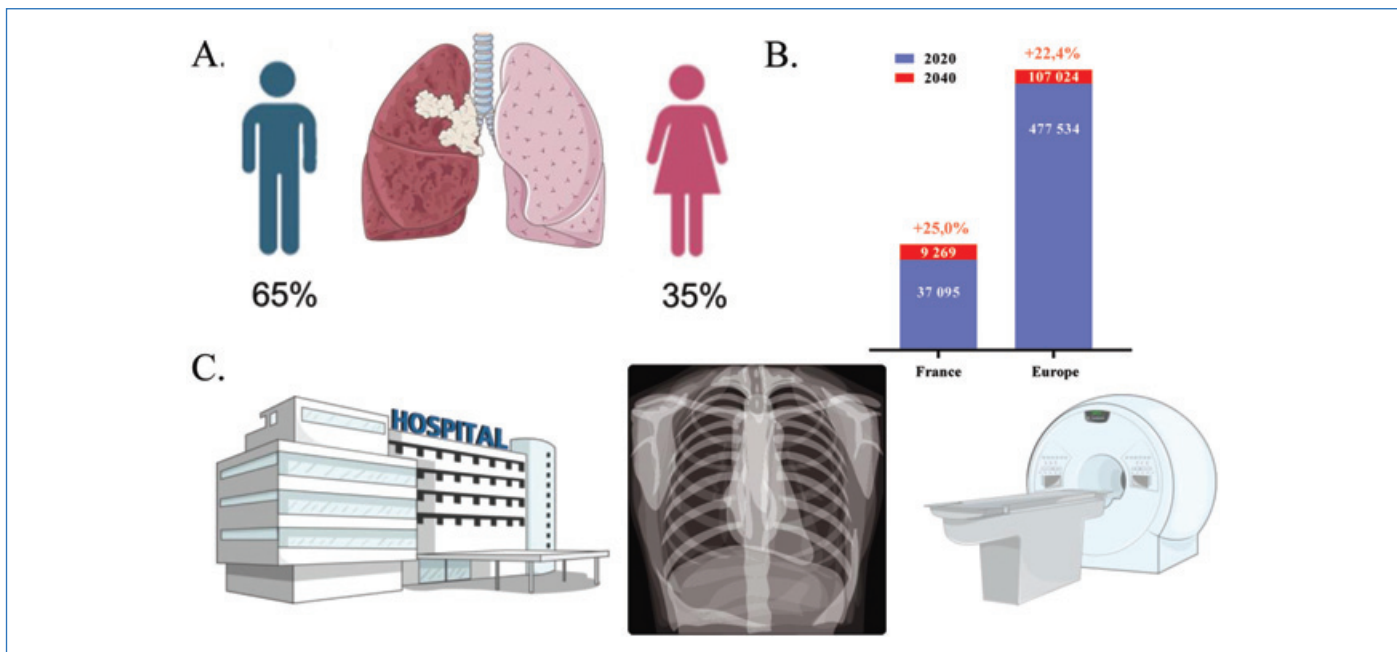 A.
65%
35%
B.
2020
2040
+22,4%
107 024
477 534
+25,0%
9 269
37 095
France
Europe
C.
HOSPITAL